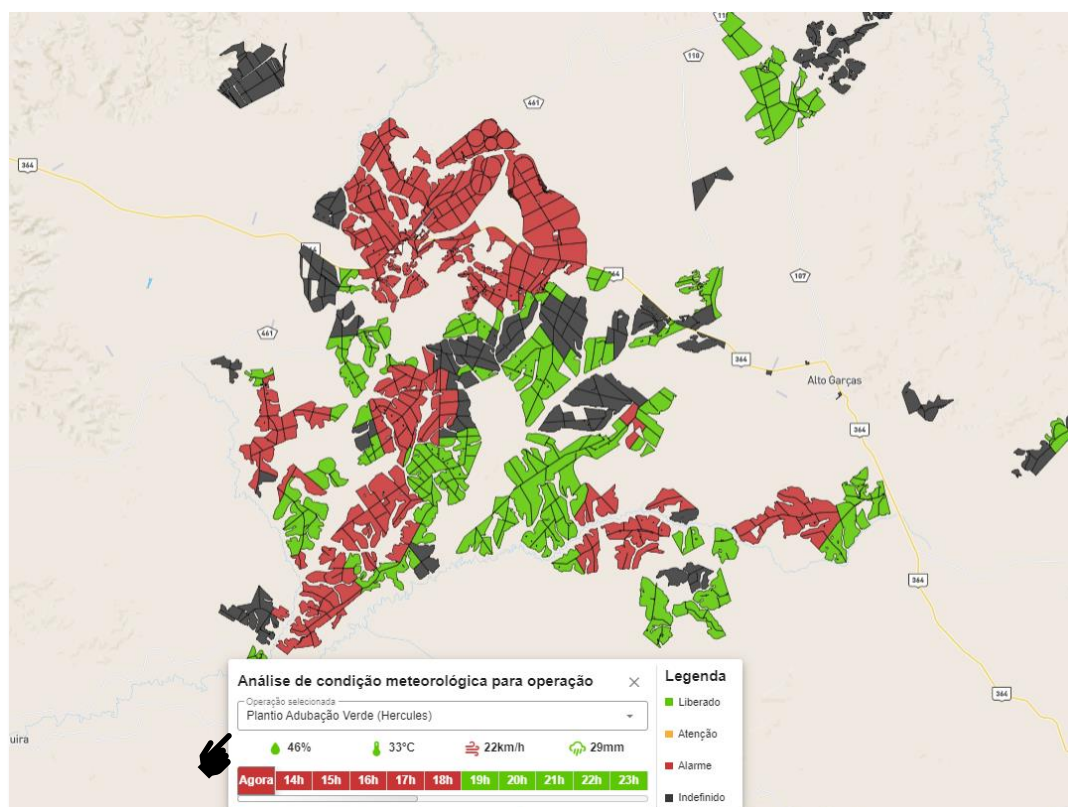 11
110
461
364
364
364
107
461
364
Alto Garças
364
364
364
uira
Análise de condição meteorológica para operação
Operação selecionada
Plantio Adubação Verde (Hercules)
46%
33°C
22km/h
29mm
Agora 14h 15h 16h 17h 18h 19h 20h 21h 22h 23h
Legenda
Liberado
Atenção
Alarme
Indefinido